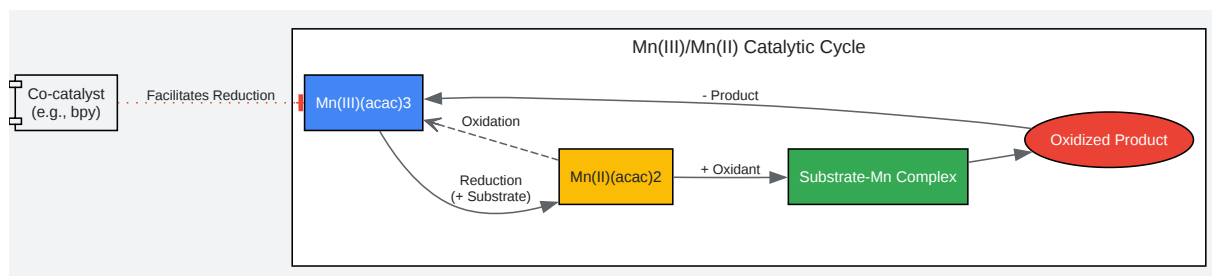 Mn(III)/Mn(II) Catalytic Cycle
Co-catalyst
(e.g., bpy)
Facilitates Reduction
Mn(III)(acac)3
- Product
Oxidation
Oxidized Product
Reduction
(+ Substrate)
Mn(II)(acac)2
+ Oxidant
Substrate-Mn Complex